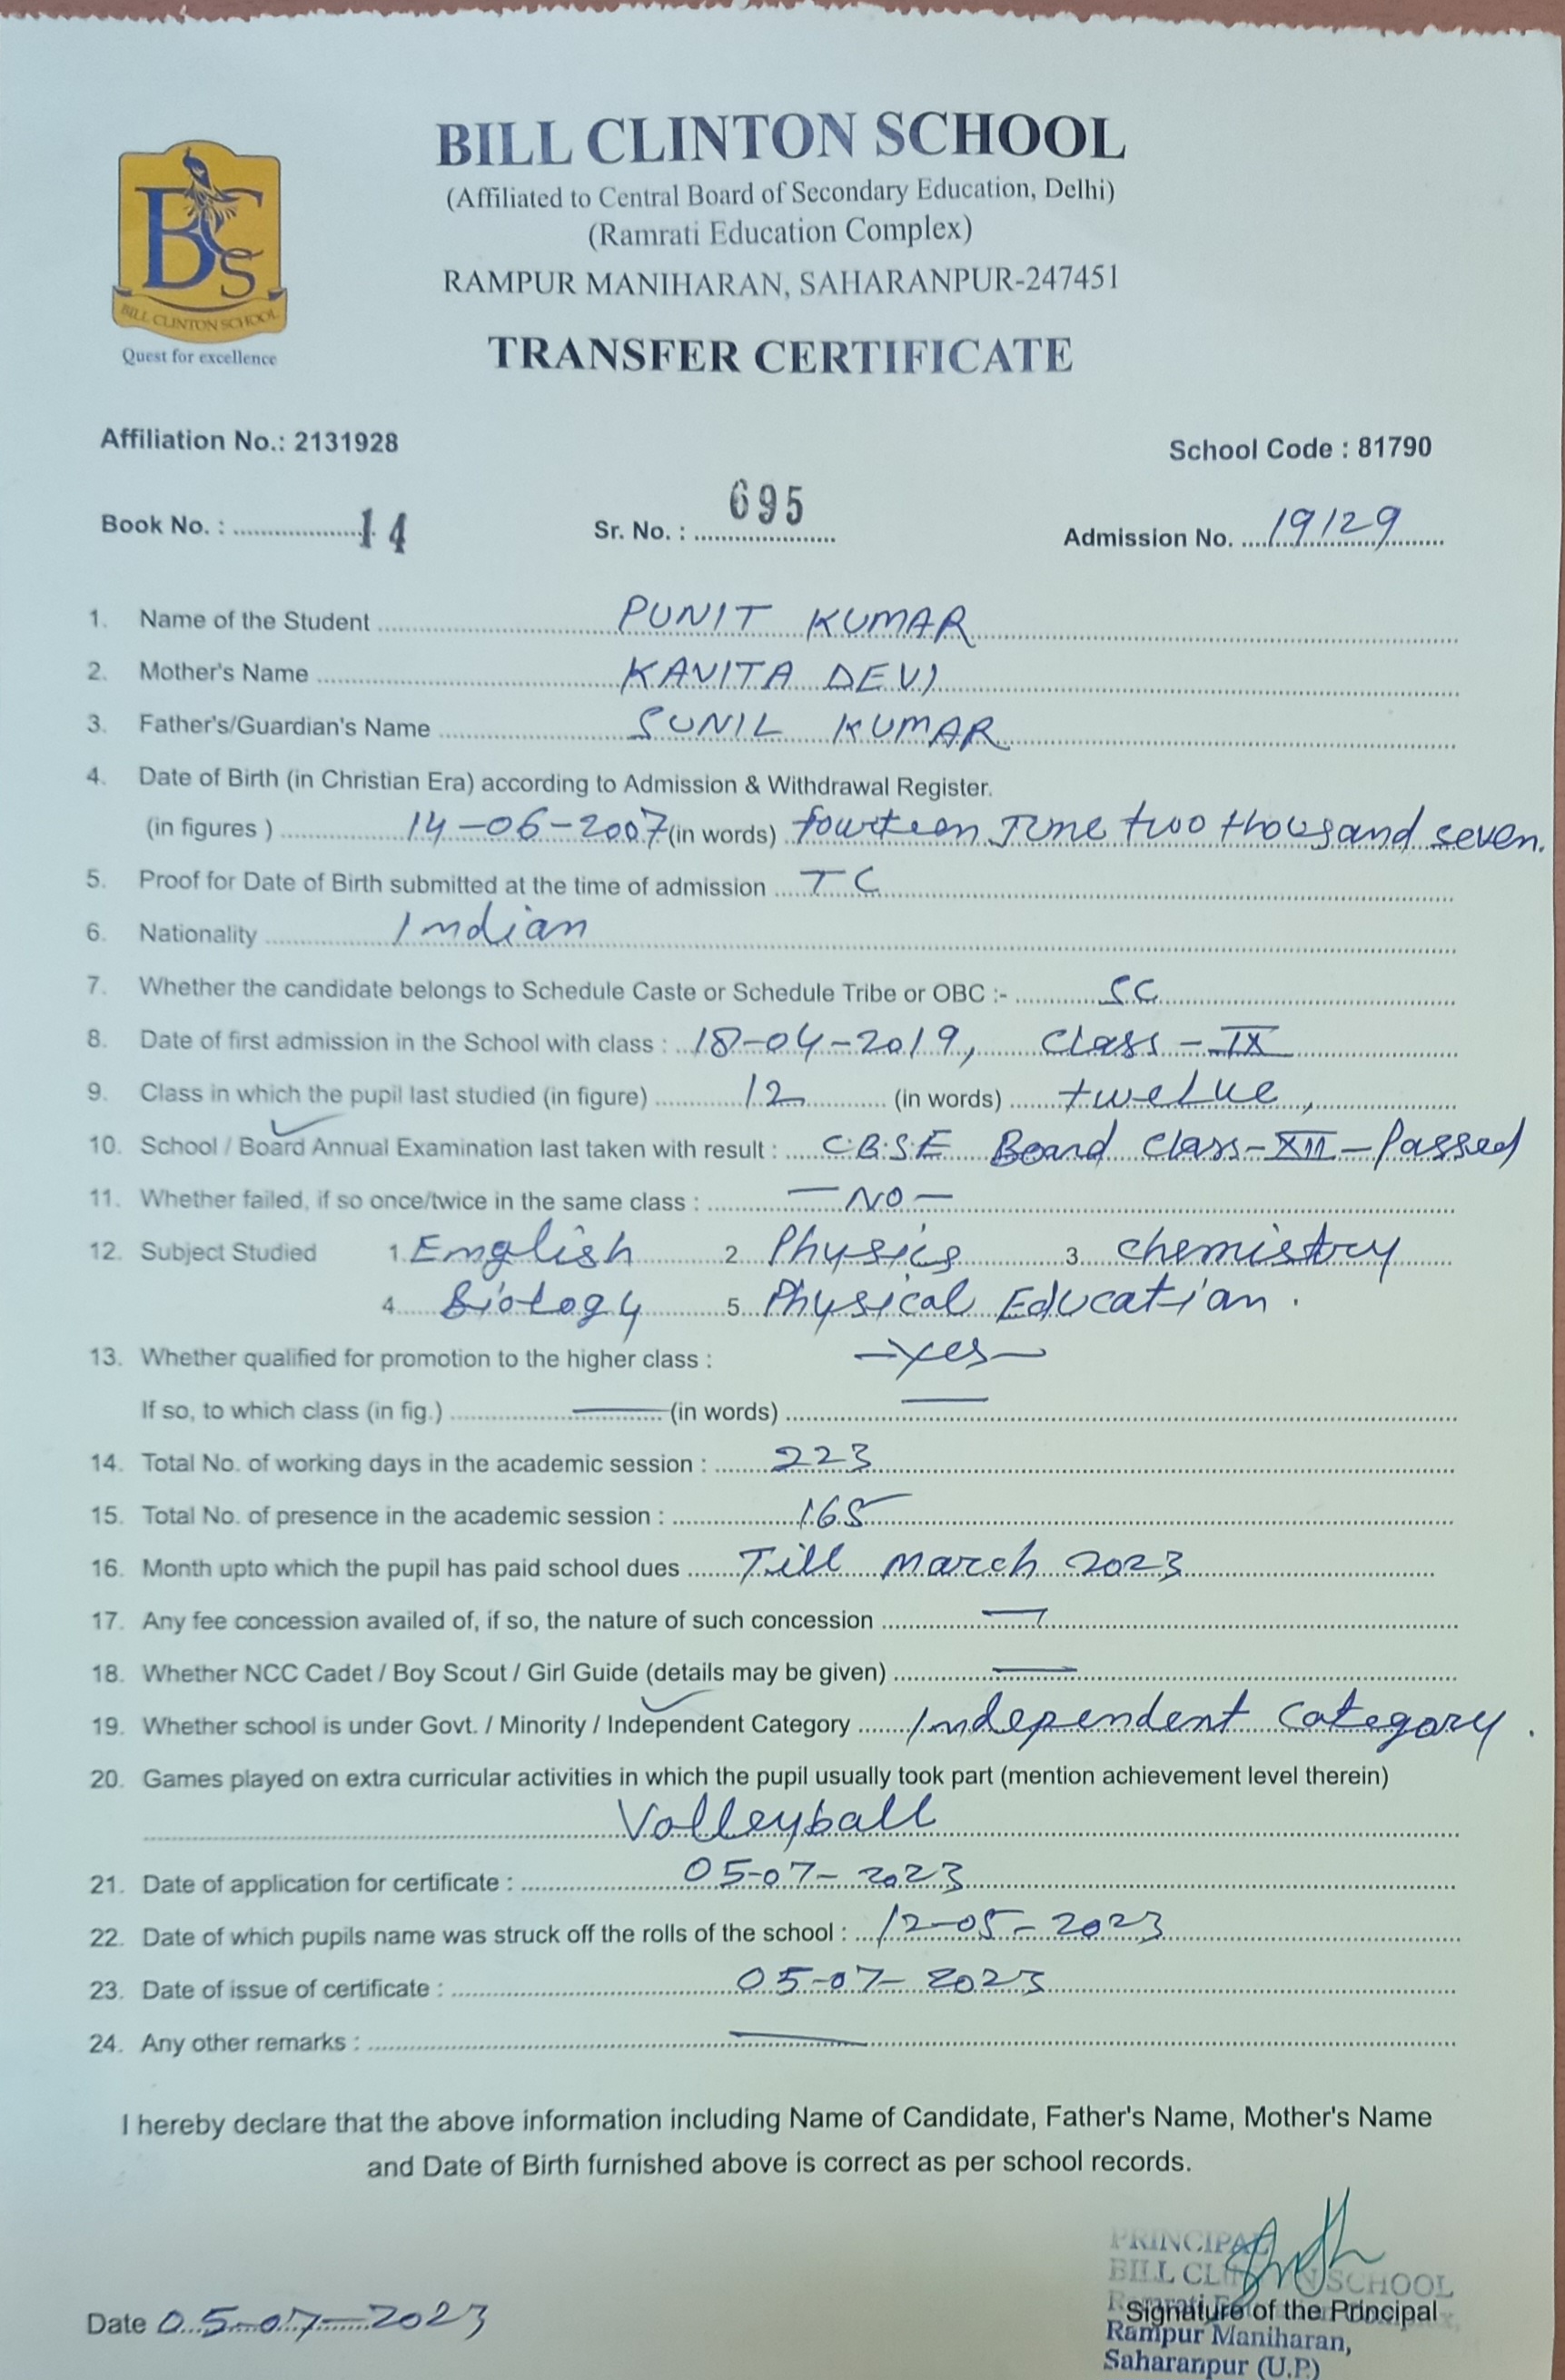 BILL CLINTON SCHOOL
(Affiliated to Central Board of Secondary Education, Delhi)
(Ramrati Education Complex)
RAMPUR MANIHARAN, SAHARANPUR-247451
BCS
BILL CLINTON SCHOOL
Quest for excellence
TRANSFER CERTIFICATE
Affiliation No.: 2131928 School Code : 81790
Book No. : 14 Sr. No. : 695 Admission No. 19/29
1. Name of the Student PUNIT KUMAR
2. Mother's Name KAVITA DEVI
3. Father's/Guardian's Name SUNIL KUMAR
4. Date of Birth (in Christian Era) according to Admission & Withdrawal Register.
(in figures ) 14-06-2007 (in words) fourteen June two thousand seven.
5. Proof for Date of Birth submitted at the time of admission TC
6. Nationality Indian
7. Whether the candidate belongs to Schedule Caste or Schedule Tribe or OBC :- SC
8. Date of first admission in the School with class : 18-04-2019, Class - IX
9. Class in which the pupil last studied (in figure) 12 (in words) twelve,
10. School / Board Annual Examination last taken with result : C.B.S.E Board Class-XII-Passed
11. Whether failed, if so once/twice in the same class : -NO-
12. Subject Studied 1. English 2. Physics 3. chemistry
4. Biology 5. Physical Education.
13. Whether qualified for promotion to the higher class : -Yes-
If so, to which class (in fig.) — (in words) —
14. Total No. of working days in the academic session : 223
15. Total No. of presence in the academic session : 165
16. Month upto which the pupil has paid school dues Till March 2023
17. Any fee concession availed of, if so, the nature of such concession —
18. Whether NCC Cadet / Boy Scout / Girl Guide (details may be given) —
19. Whether school is under Govt. / Minority / Independent Category Independent Category.
20. Games played on extra curricular activities in which the pupil usually took part (mention achievement level therein)
Volleyball
21. Date of application for certificate : 05-07-2023
22. Date of which pupils name was struck off the rolls of the school : 12-05-2023
23. Date of issue of certificate : 05-07-2023
24. Any other remarks : —
I hereby declare that the above information including Name of Candidate, Father's Name, Mother's Name
and Date of Birth furnished above is correct as per school records.
PRINCIPAL
BILL CLINTON SCHOOL
Date 05-07-2023 Signature of the Principal
Rampur Maniharan,
Saharanpur (U.P.)